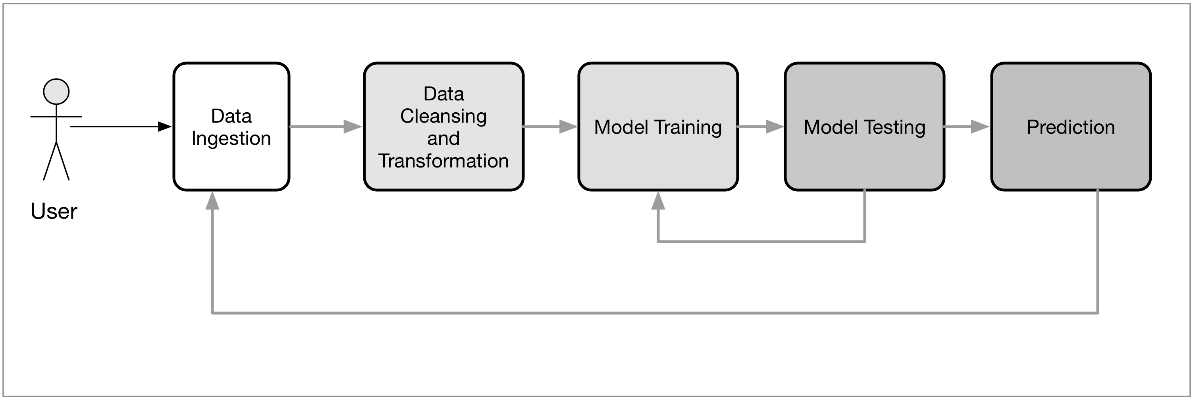 User
Data
Ingestion
Data
Cleansing
and
Transformation
Model Training
Model Testing
Prediction